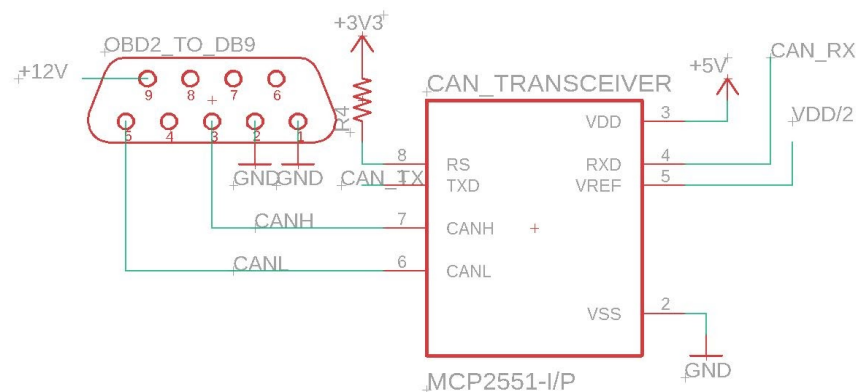 +3V3
OBD2_TO_DB9
+12V
9 8 7 6
5 4 3 2 1
R4
GND GND
CAN_TX
CANH
CANL
CAN_TRANSCEIVER
8 RS
1 TXD
7 CANH
6 CANL
VDD 3
RXD 4
VREF 5
VSS 2
+5V
CAN_RX
VDD/2
GND
MCP2551-I/P